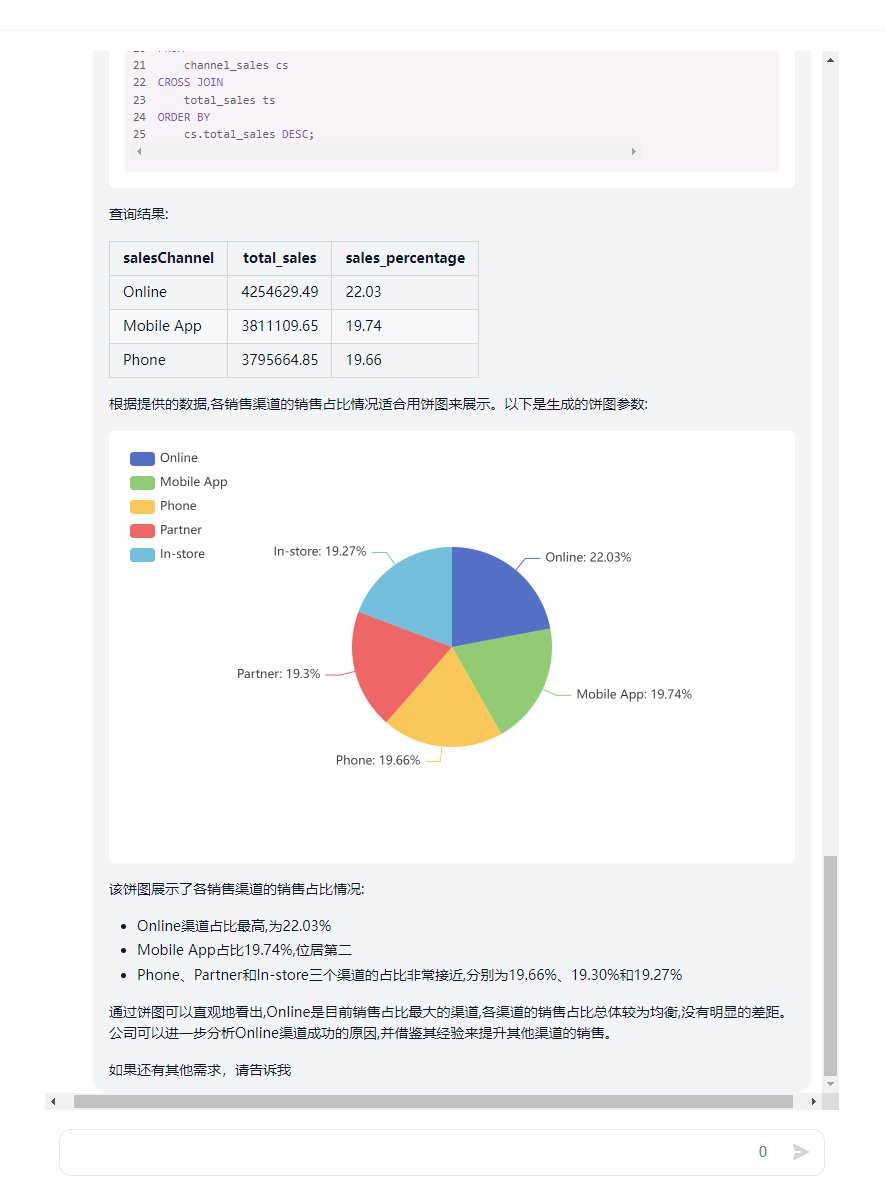 21 channel_sales cs
22 CROSS JOIN
23 total_sales ts
24 ORDER BY
25 cs.total_sales DESC;
查询结果:
salesChannel total_sales sales_percentage
Online 4254629.49 22.03
Mobile App 3811109.65 19.74
Phone 3795664.85 19.66
根据提供的数据,各销售渠道的销售占比情况适合用饼图来展示。以下是生成的饼图参数:
Online
Mobile App
Phone
Partner
In-store
In-store: 19.27%
Online: 22.03%
Partner: 19.3%
Mobile App: 19.74%
Phone: 19.66%
该饼图展示了各销售渠道的销售占比情况:
• Online渠道占比最高,为22.03%
• Mobile App占比19.74%,位居第二
• Phone、Partner和In-store三个渠道的占比非常接近,分别为19.66%、19.30%和19.27%
通过饼图可以直观地看出,Online是目前销售占比最大的渠道,各渠道的销售占比总体较为均衡,没有明显的差距。
公司可以进一步分析Online渠道成功的原因,并借鉴其经验来提升其他渠道的销售。
如果还有其他需求，请告诉我
0